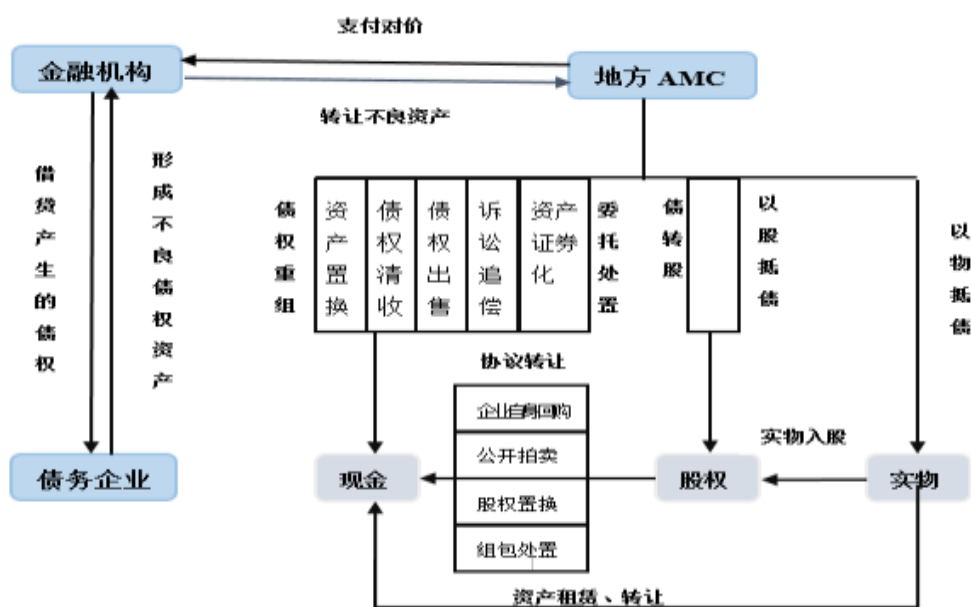 支付对价
金融机构
地方 AMC
转让不良资产
借贷产生的债权
形成不良债权资产
债权重组
资产置换
债权清收
债权出售
诉讼追偿
资产证券化
委托处置
债转股
以股抵债
以物抵债
协议转让
企业自身回购
公开拍卖
股权置换
组包处置
实物入股
债务企业
现金
股权
实物
资产租赁、转让